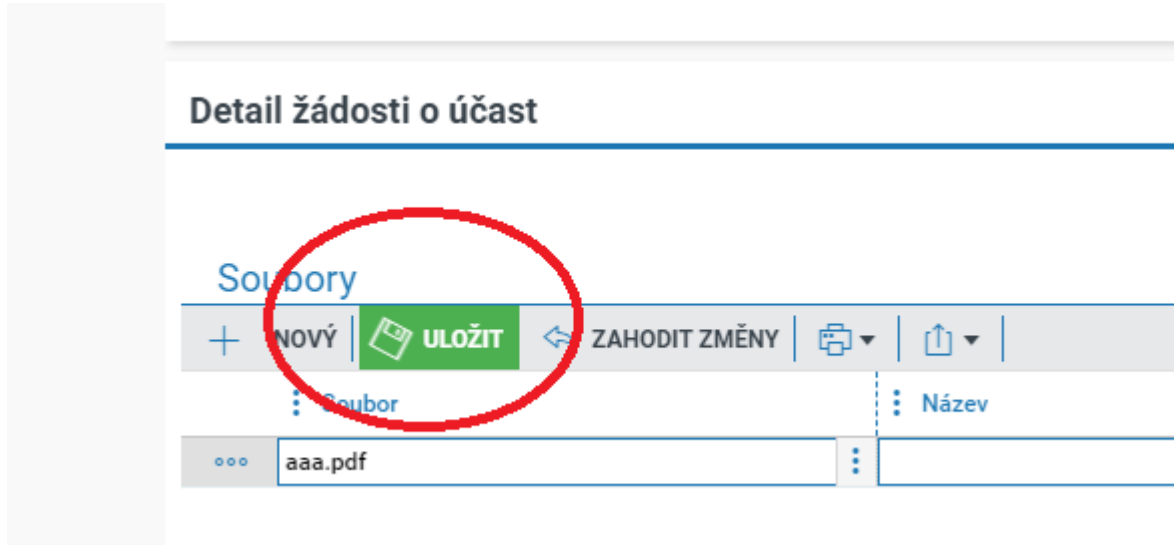 Detail žádosti o účast
Soubory
NOVÝ ULOŽIT ZAHODIT ZMĚNY
Soubor Název
aaa.pdf